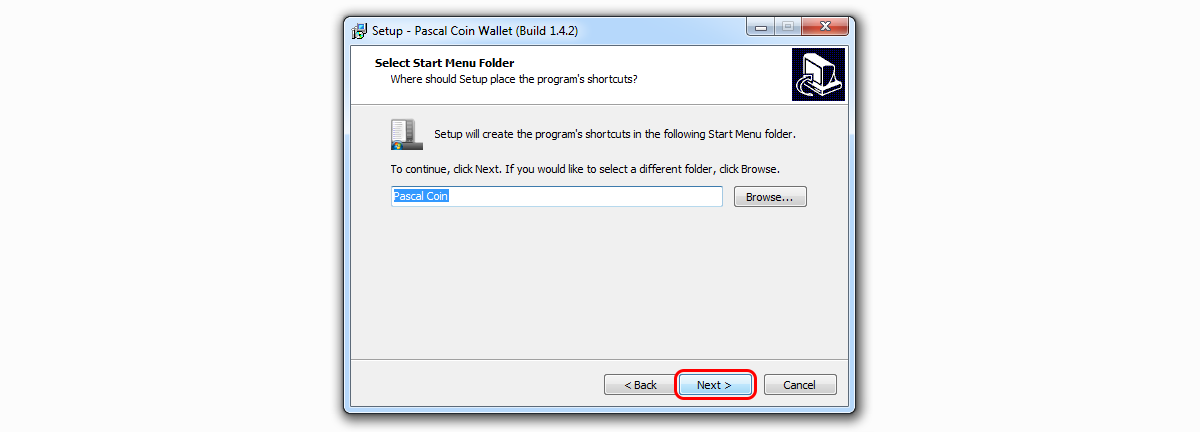 Setup - Pascal Coin Wallet (Build 1.4.2)
Select Start Menu Folder
Where should Setup place the program's shortcuts?
Setup will create the program's shortcuts in the following Start Menu folder.
To continue, click Next. If you would like to select a different folder, click Browse.
Pascal Coin
Browse...
< Back
Next >
Cancel